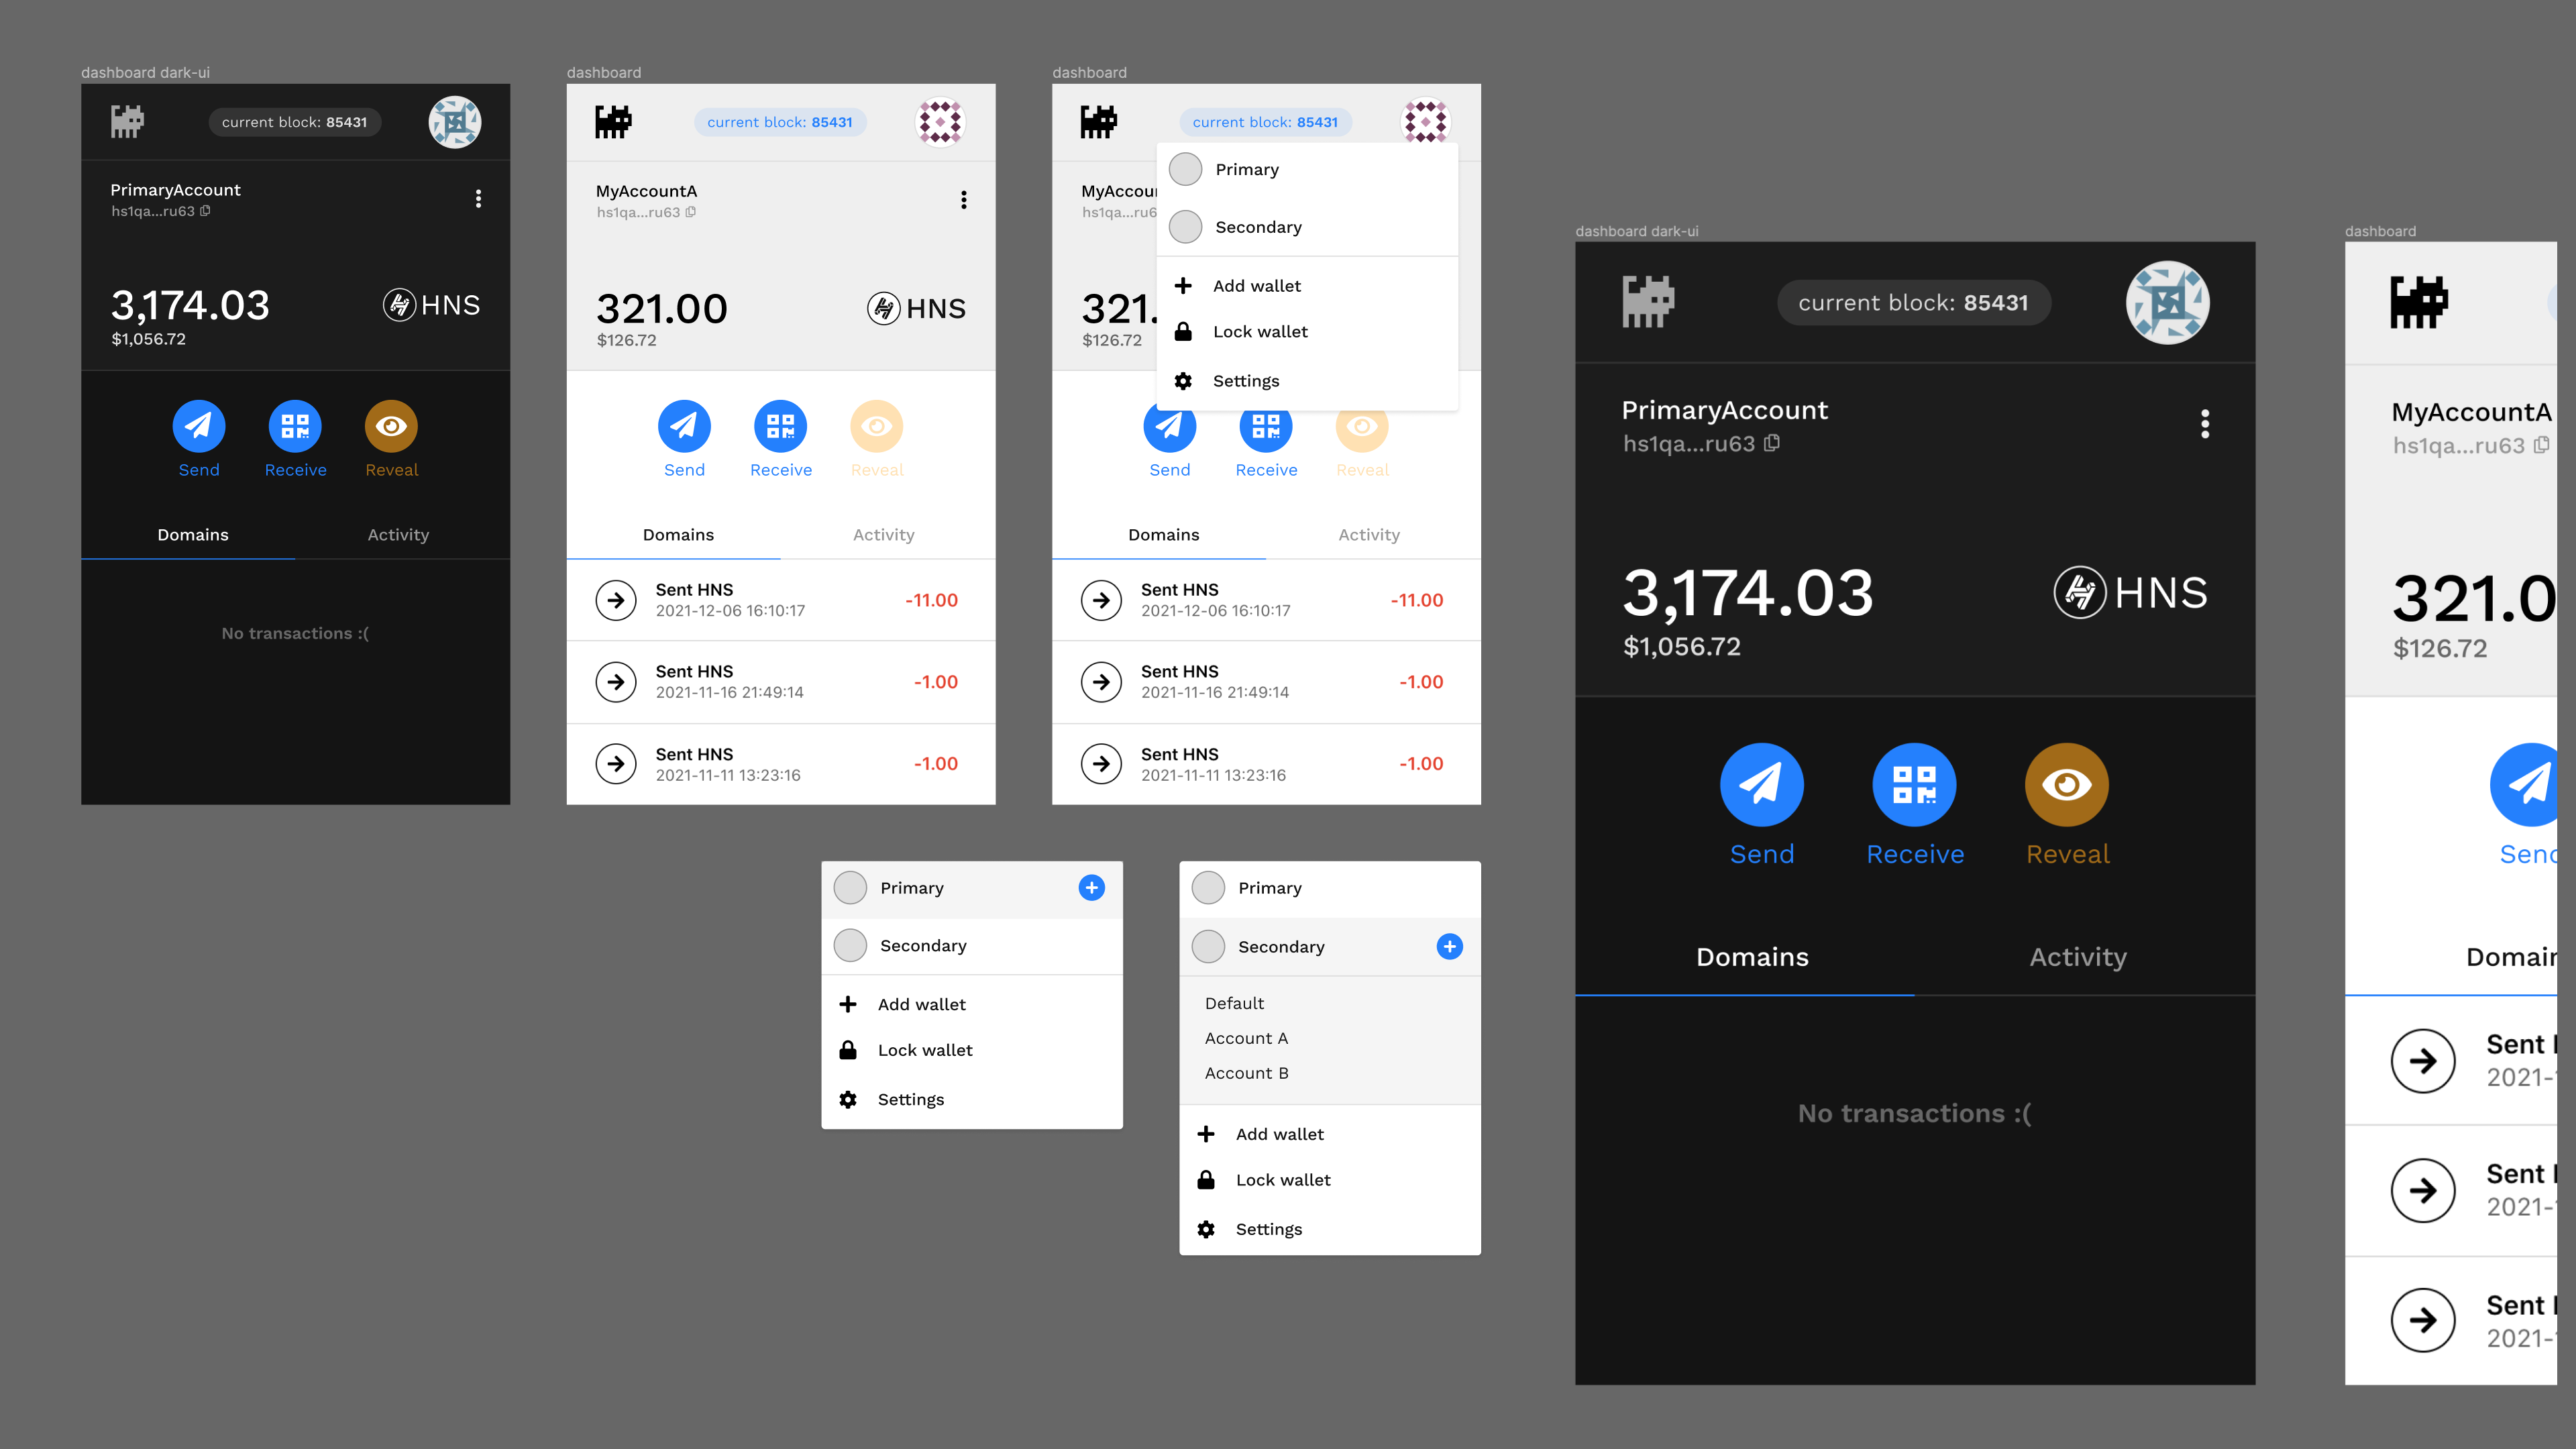 dashboard dark-ui
current block: 85431
PrimaryAccount
hs1qa...ru63
3,174.03
HNS
$1,056.72
Send
Receive
Reveal
Domains
Activity
No transactions :(
dashboard
current block: 85431
MyAccountA
hs1qa...ru63
321.00
HNS
$126.72
Send
Receive
Reveal
Domains
Activity
Sent HNS
2021-12-06 16:10:17
-11.00
Sent HNS
2021-11-16 21:49:14
-1.00
Sent HNS
2021-11-11 13:23:16
-1.00
dashboard
current block: 85431
MyAccou
hs1qa...ru6
321.
$126.72
Primary
Secondary
Add wallet
Lock wallet
Settings
Send
Receive
Reveal
Domains
Activity
Sent HNS
2021-12-06 16:10:17
-11.00
Sent HNS
2021-11-16 21:49:14
-1.00
Sent HNS
2021-11-11 13:23:16
-1.00
Primary
Secondary
Add wallet
Lock wallet
Settings
Primary
Secondary
Default
Account A
Account B
Add wallet
Lock wallet
Settings
dashboard dark-ui
current block: 85431
PrimaryAccount
hs1qa...ru63
3,174.03
HNS
$1,056.72
Send
Receive
Reveal
Domains
Activity
No transactions :(
dashboard
MyAccountA
hs1qa...ru63
321.0
$126.72
Send
Domain
Sent
2021-
Sent
2021-
Sent
2021-